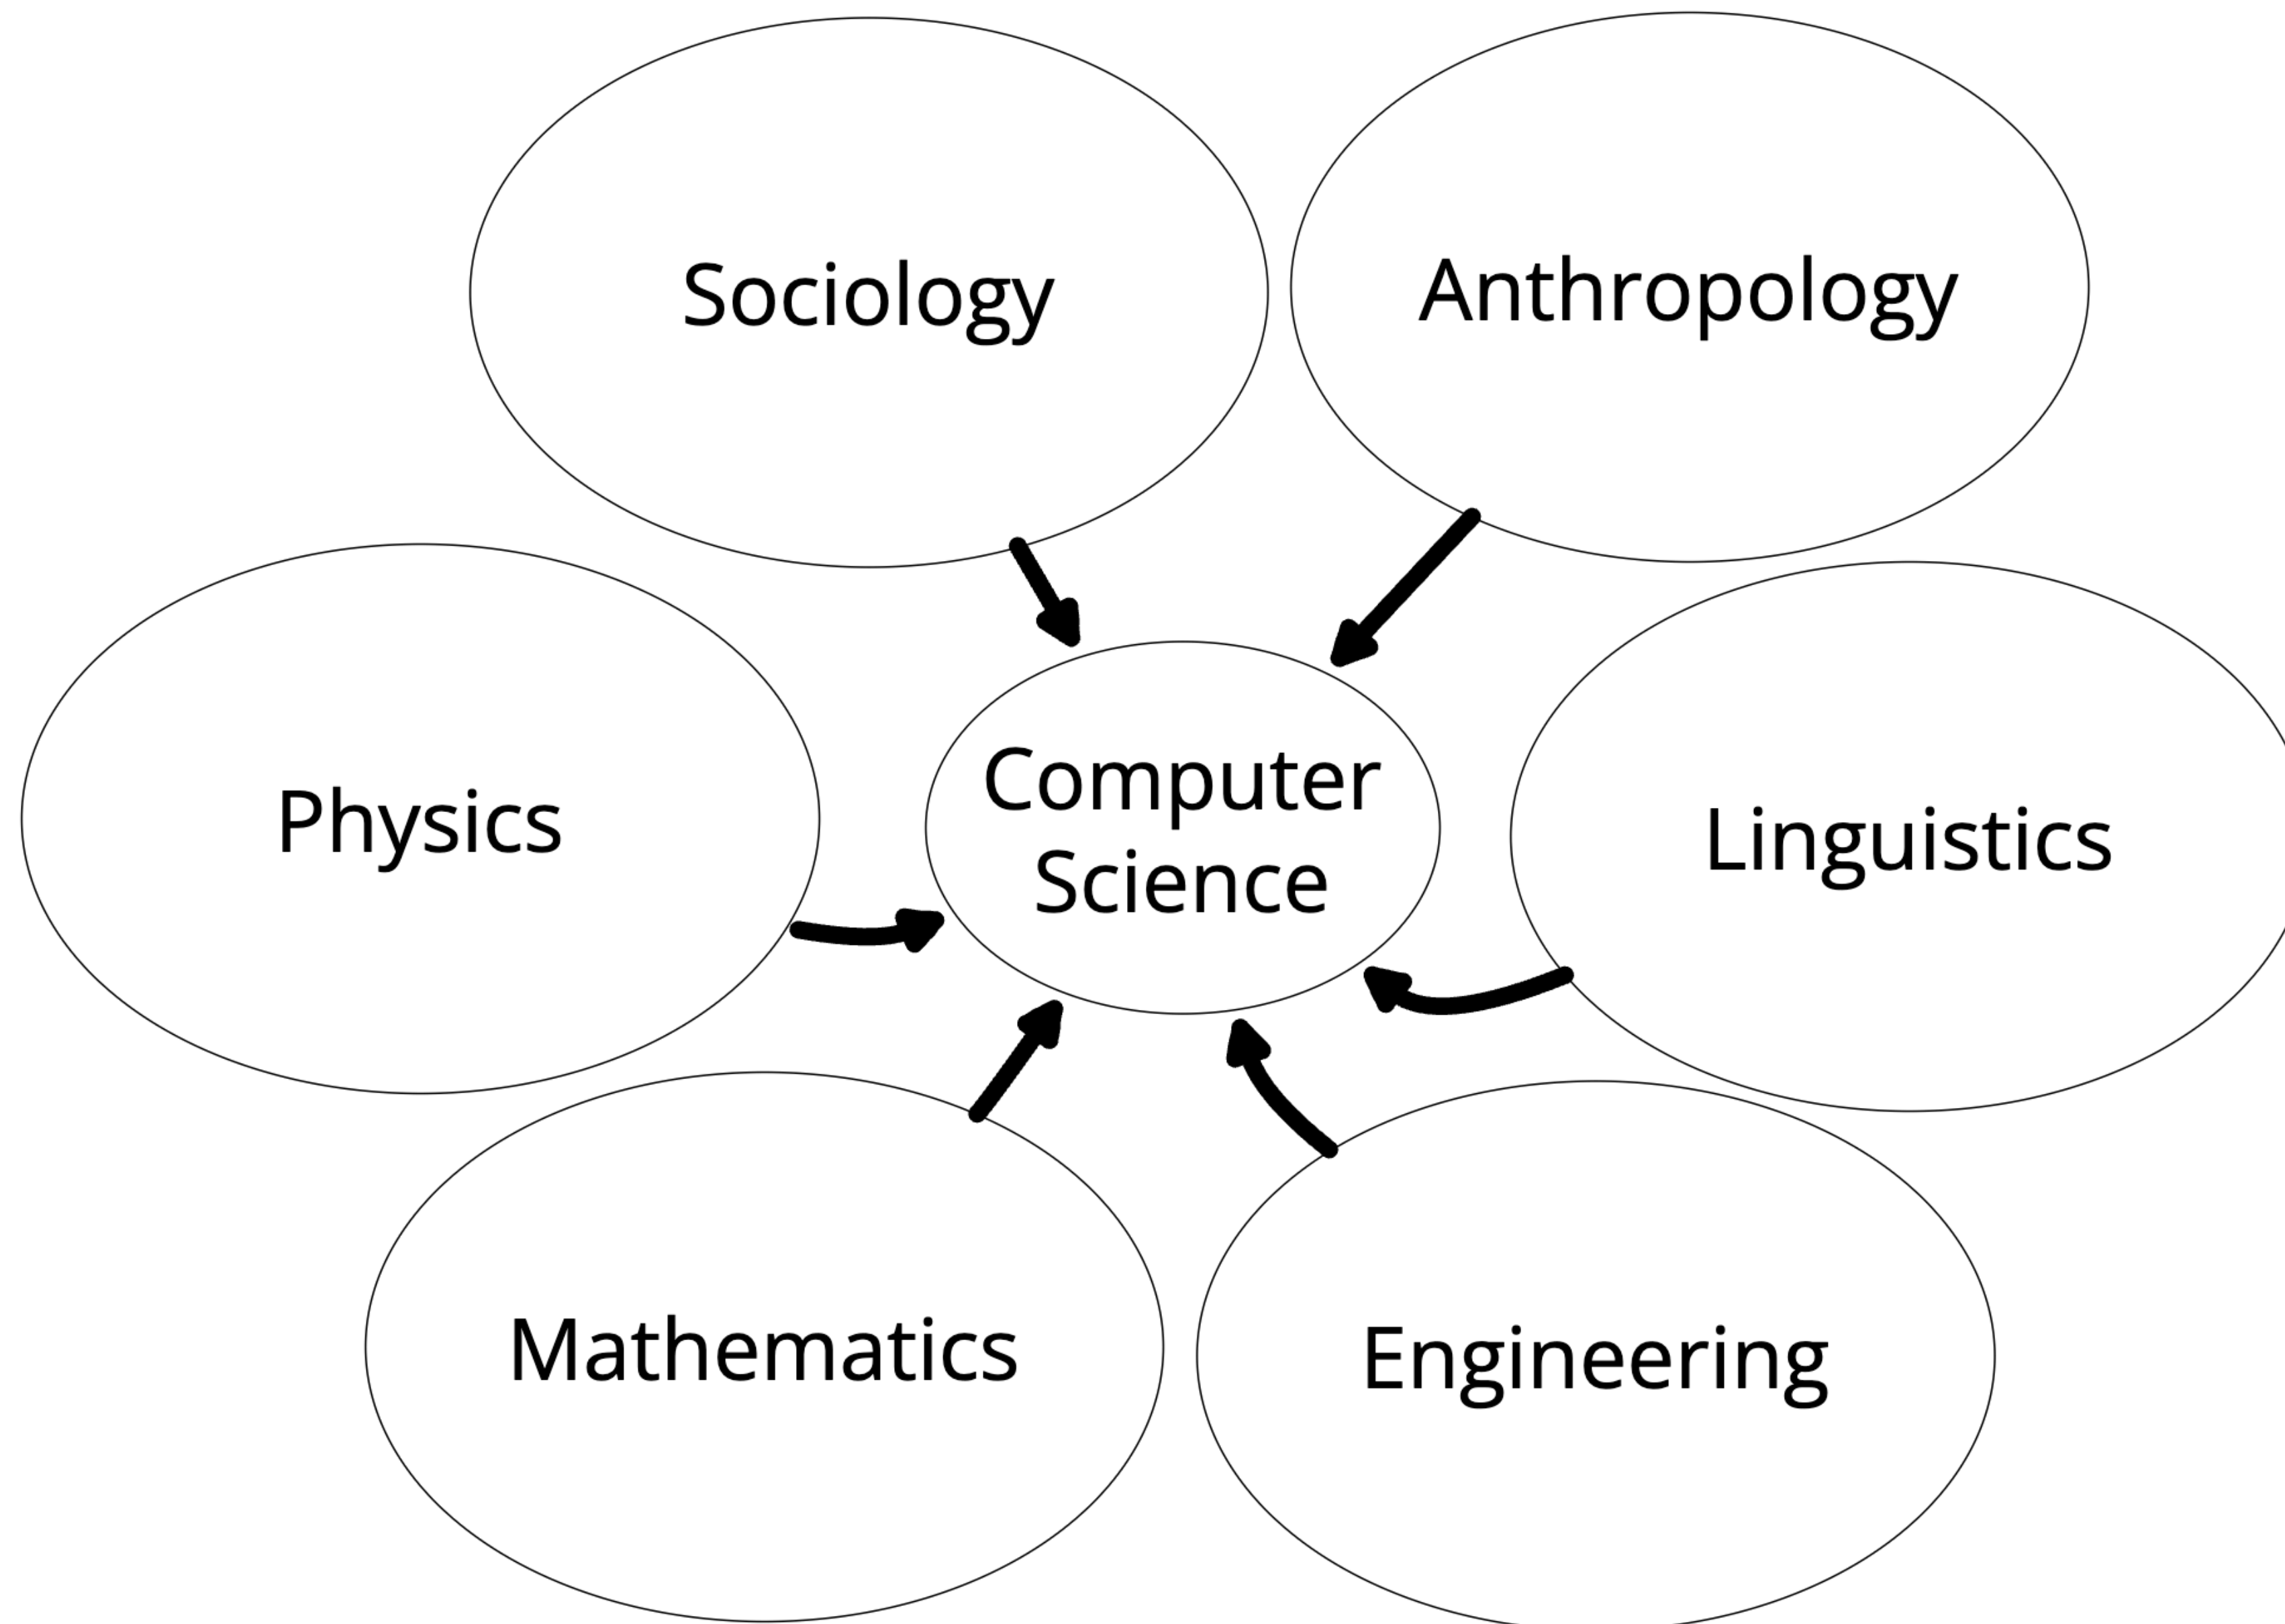 Sociology
Anthropology
Physics
Computer
Science
Linguistics
Mathematics
Engineering